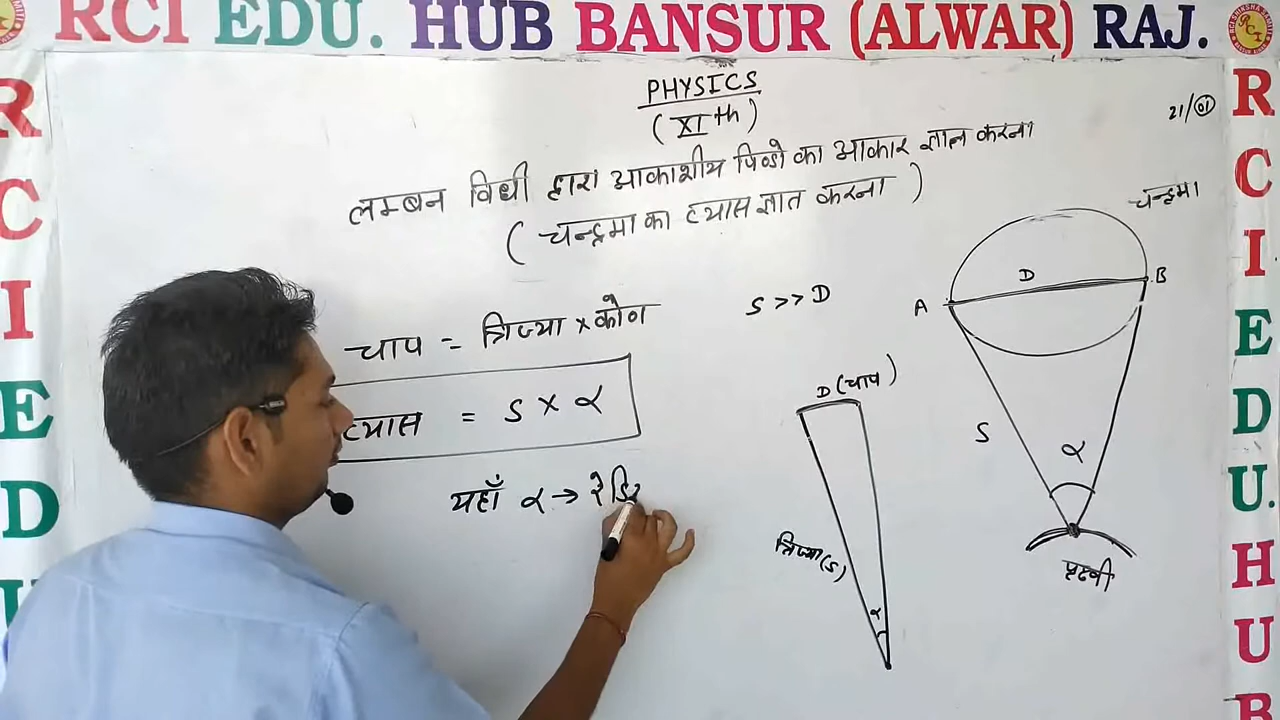 RCI EDU. HUB BANSUR (ALWAR) RAJ.
PHYSICS
(XIth)
21/01
लम्बन विधी द्वारा आकाशीय पिण्डो का आकार ज्ञात करना
(चन्द्रमा का व्यास ज्ञात करना)
चन्द्रमा
चाप = त्रिज्या × कोण
S >> D
A
D
B
व्यास = S × α
D (चाप)
S
α
यहाँ α → रेडि
त्रिज्या (S)
α
पृथ्वी
R
C
I
E
D
R
C
I
E
D
U.
H
U
B